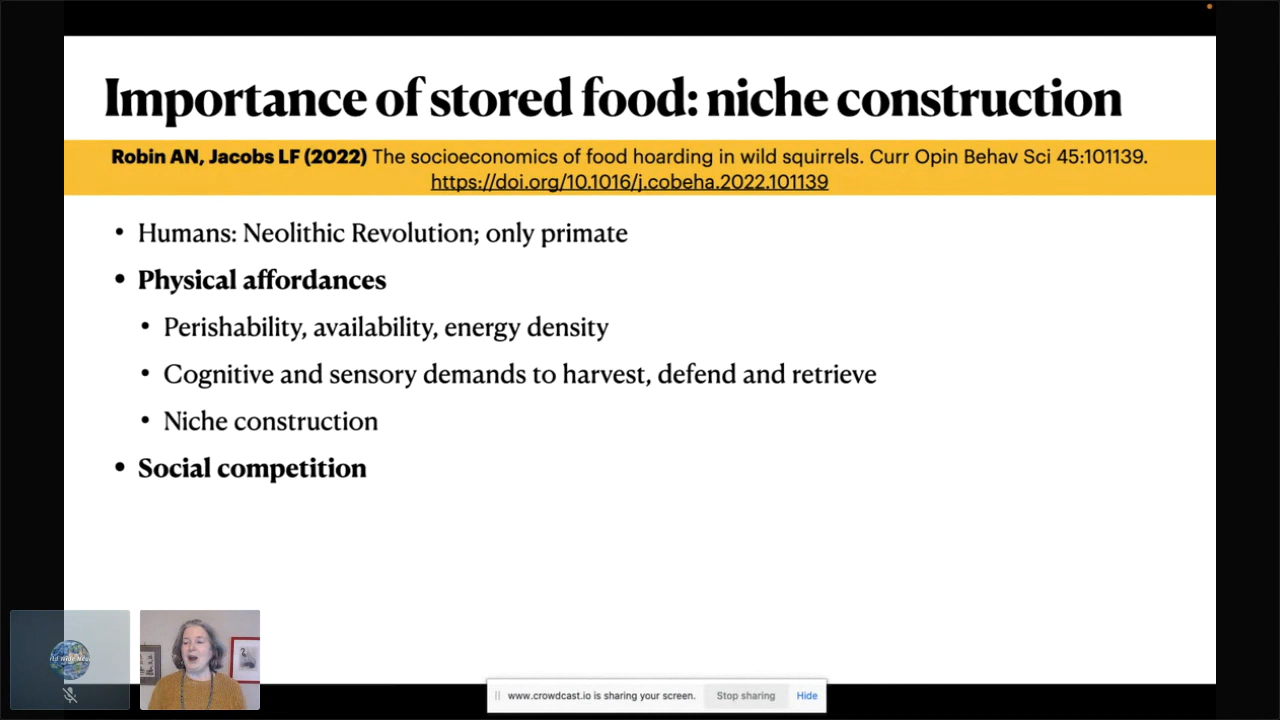 Importance of stored food: niche construction
Robin AN, Jacobs LF (2022) The socioeconomics of food hoarding in wild squirrels. Curr Opin Behav Sci 45:101139.
https://doi.org/10.1016/j.cobeha.2022.101139
• Humans: Neolithic Revolution; only primate
• Physical affordances
• Perishability, availability, energy density
• Cognitive and sensory demands to harvest, defend and retrieve
• Niche construction
• Social competition
www.crowdcast.io is sharing your screen.
Stop sharing
Hide